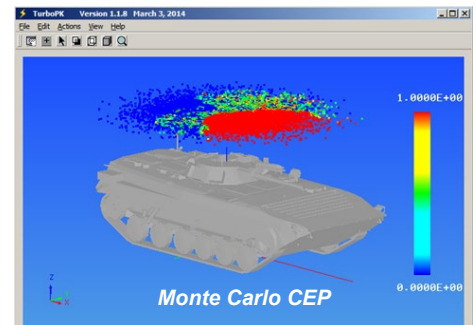 TurboPK Version 1.1.8 March 3, 2014
File Edit Actions View Help
1.0000E+00
0.0000E+00
Z
X
Monte Carlo CEP